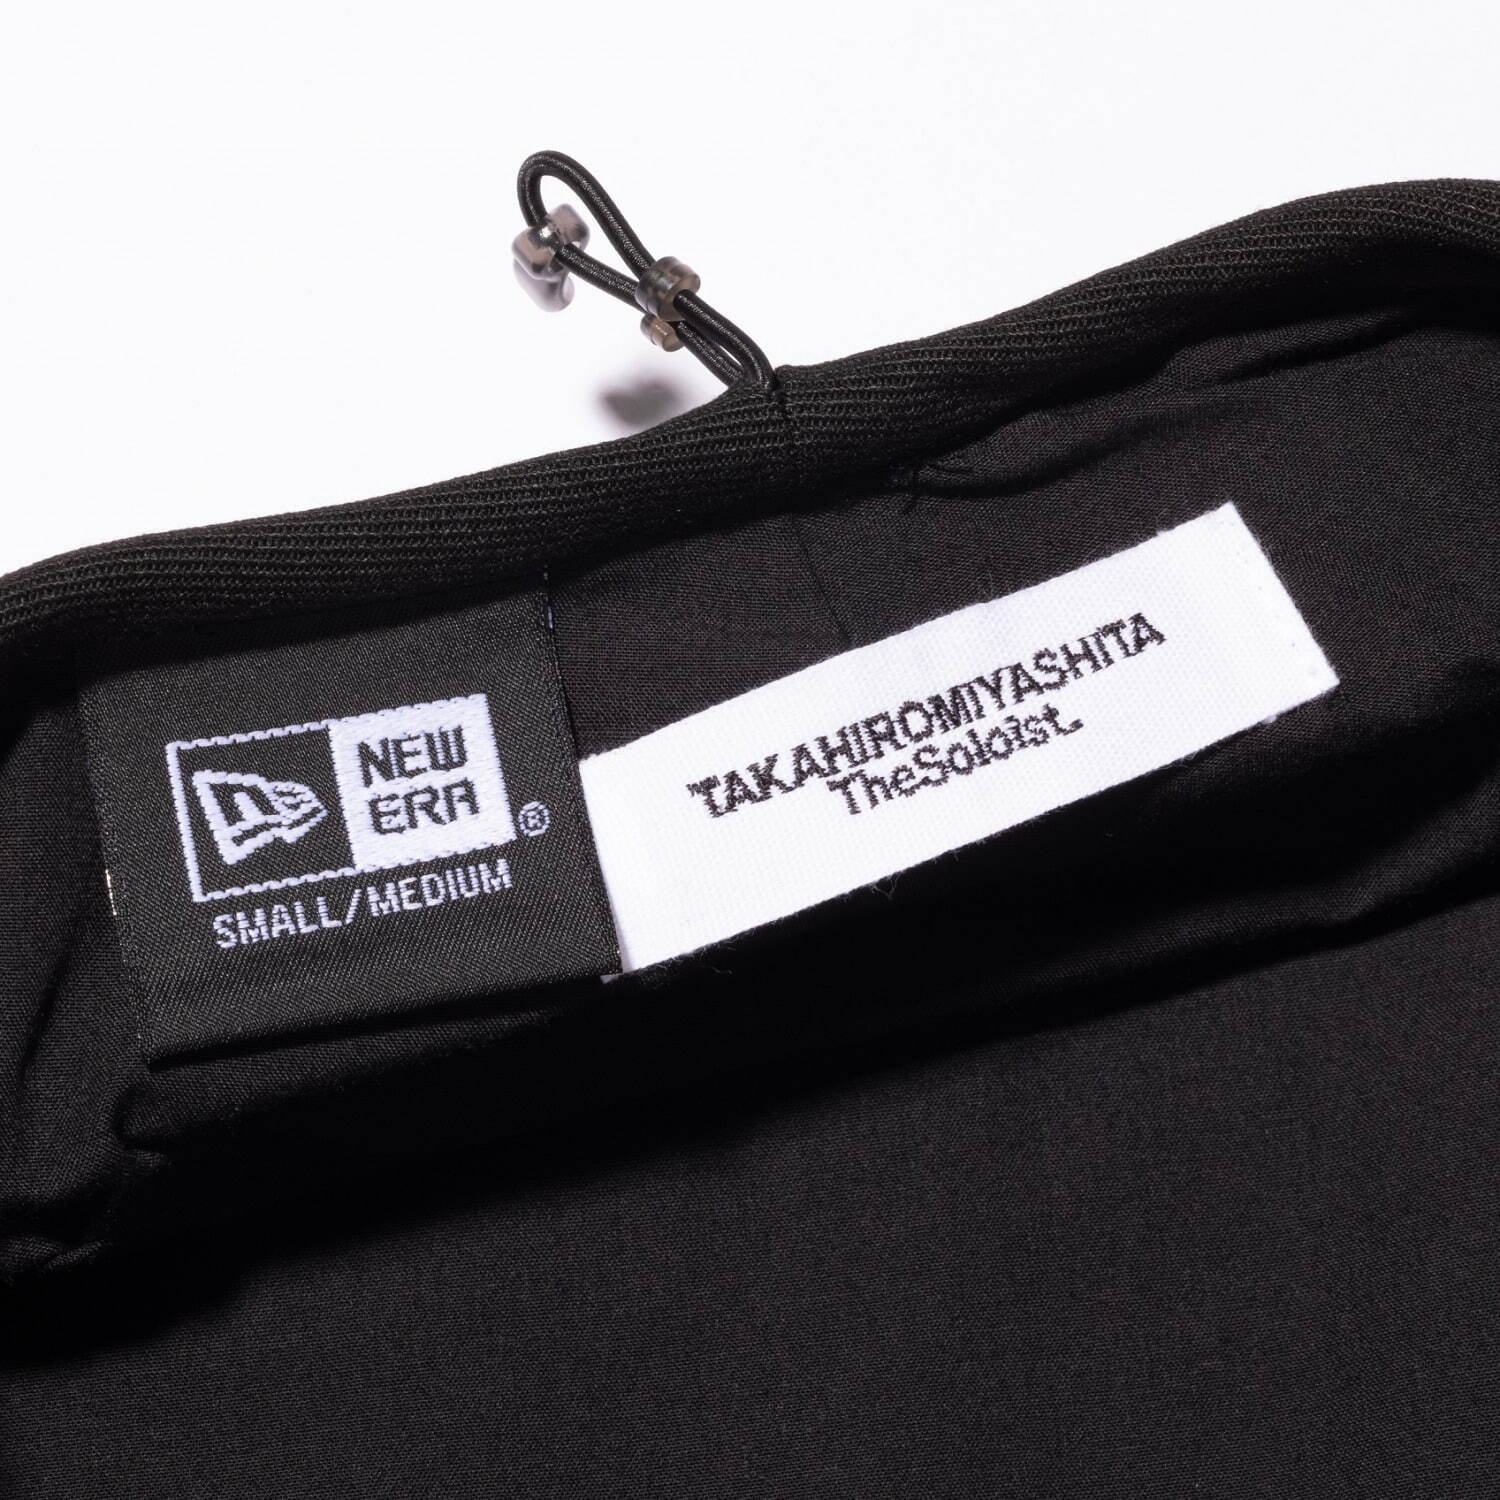 NEW
ERA
®
SMALL/MEDIUM
TAKAHIROMIYASHITA
TheSoloist.